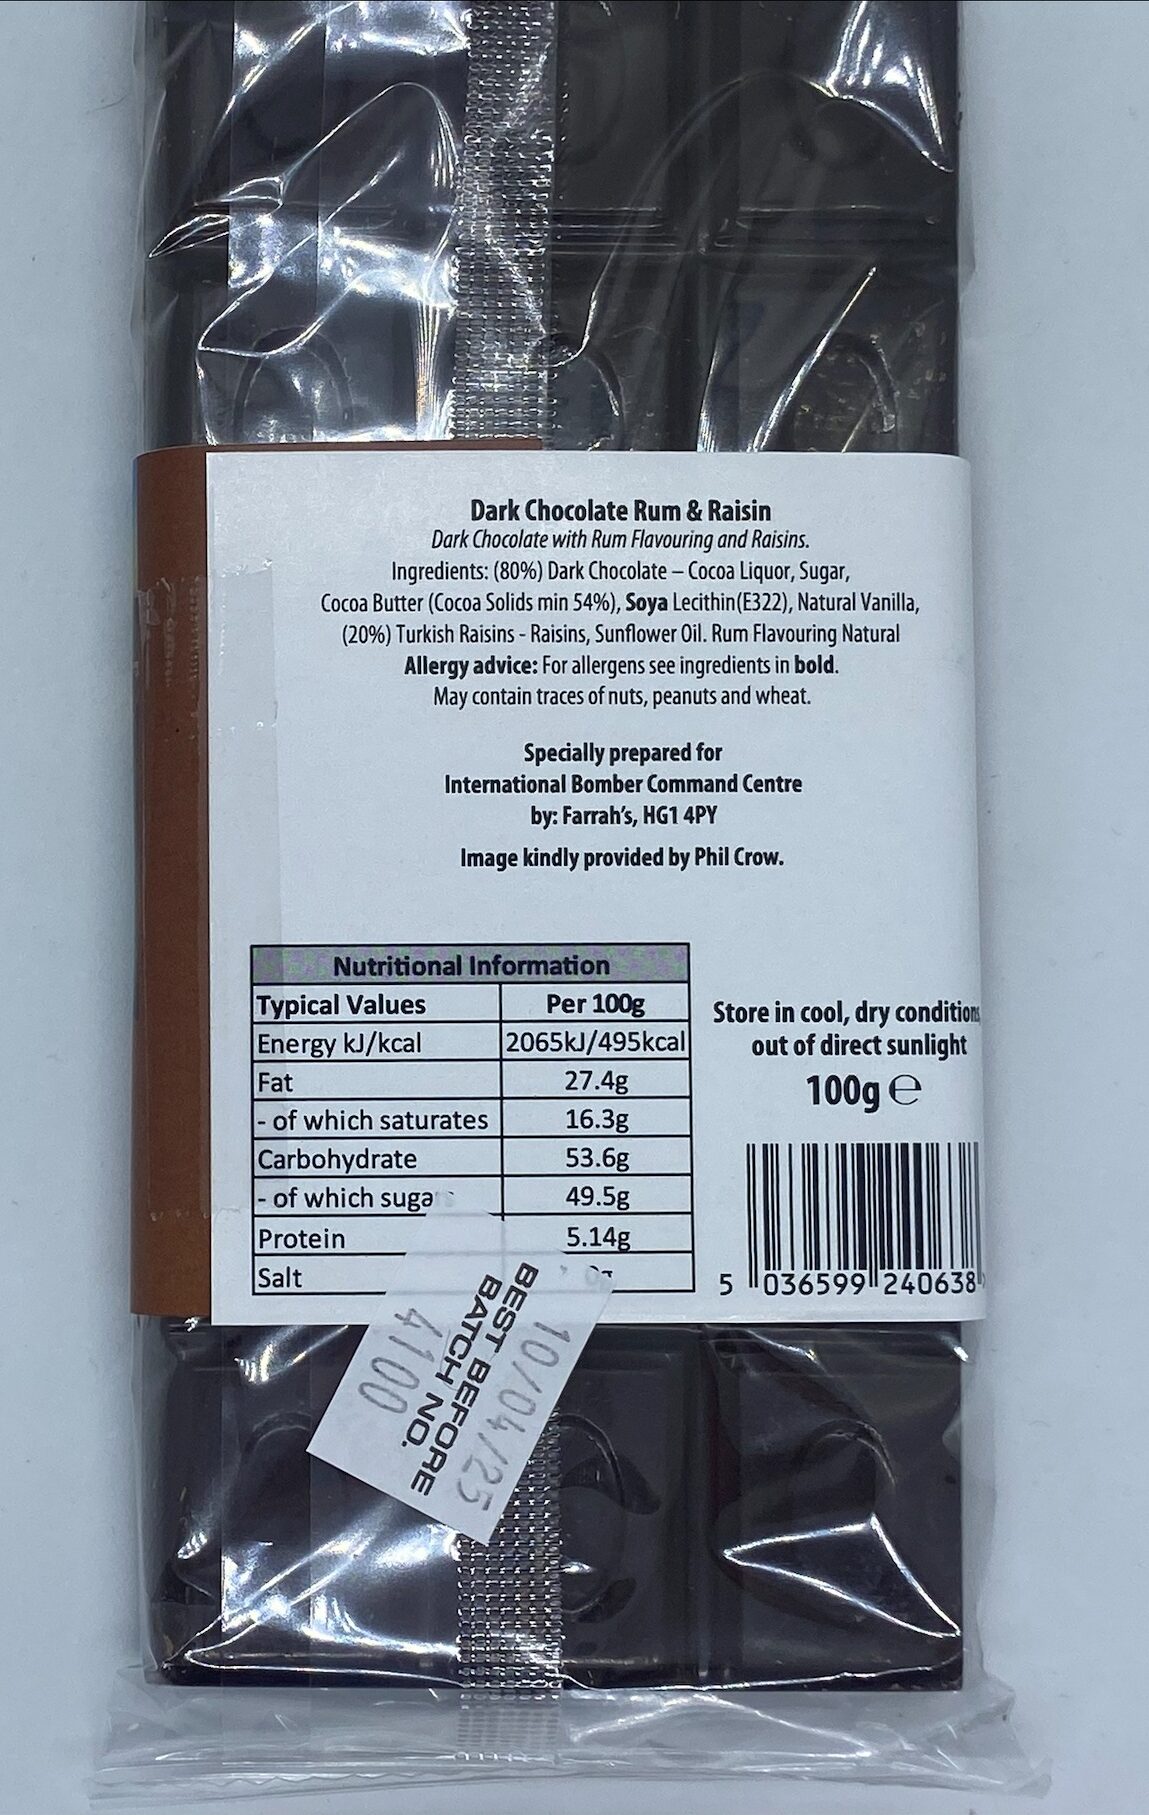 Dark Chocolate Rum & Raisin
Dark Chocolate with Rum Flavouring and Raisins.
Ingredients: (80%) Dark Chocolate – Cocoa Liquor, Sugar,
Cocoa Butter (Cocoa Solids min 54%), Soya Lecithin(E322), Natural Vanilla,
(20%) Turkish Raisins - Raisins, Sunflower Oil. Rum Flavouring Natural
Allergy advice: For allergens see ingredients in bold.
May contain traces of nuts, peanuts and wheat.
Specially prepared for
International Bomber Command Centre
by: Farrah's, HG1 4PY
Image kindly provided by Phil Crow.
Nutritional Information
Typical Values Per 100g
Energy kJ/kcal 2065kJ/495kcal
Fat 27.4g
- of which saturates 16.3g
Carbohydrate 53.6g
- of which 49.5g
Protein 5.14g
Salt
Store in cool, dry conditions
out of direct sunlight
100g ℮
5 036599 240638
BEST BEFORE
10/04/25
BATCH NO.
4100